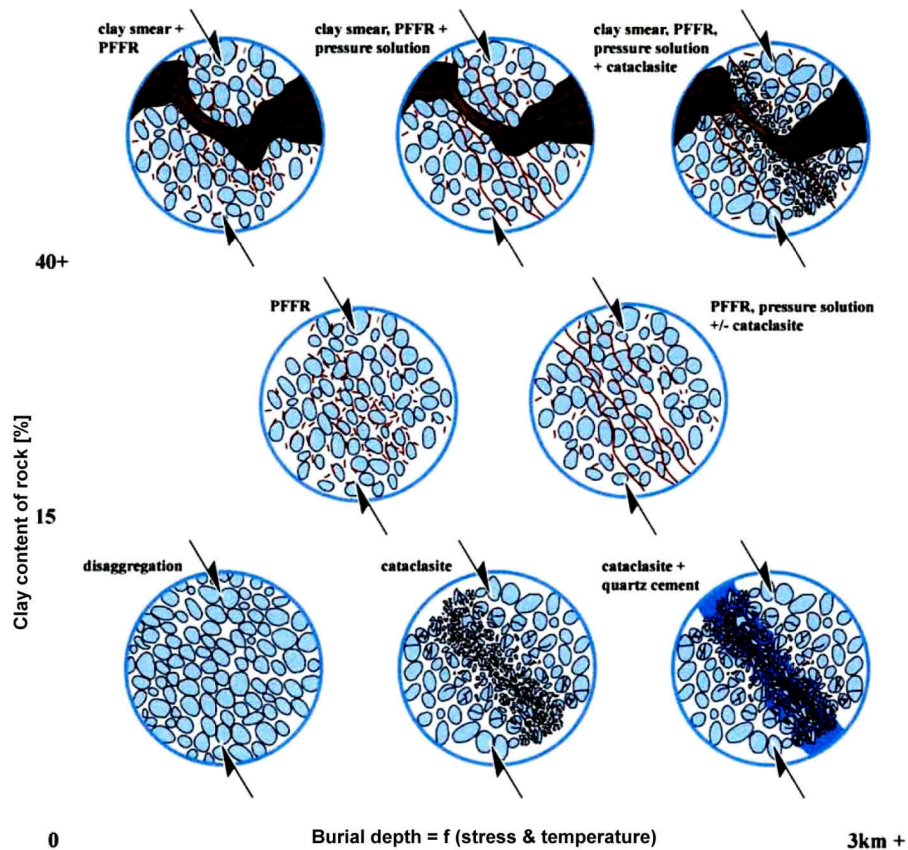 clay smear +
PFFR
clay smear, PFFR +
pressure solution
clay smear, PFFR,
pressure solution
+ cataclasite
40+
PFFR
PFFR, pressure solution
+/- cataclasite
Clay content of rock [%]
15
disaggregation
cataclasite
cataclasite +
quartz cement
0
Burial depth = f (stress & temperature)
3km +